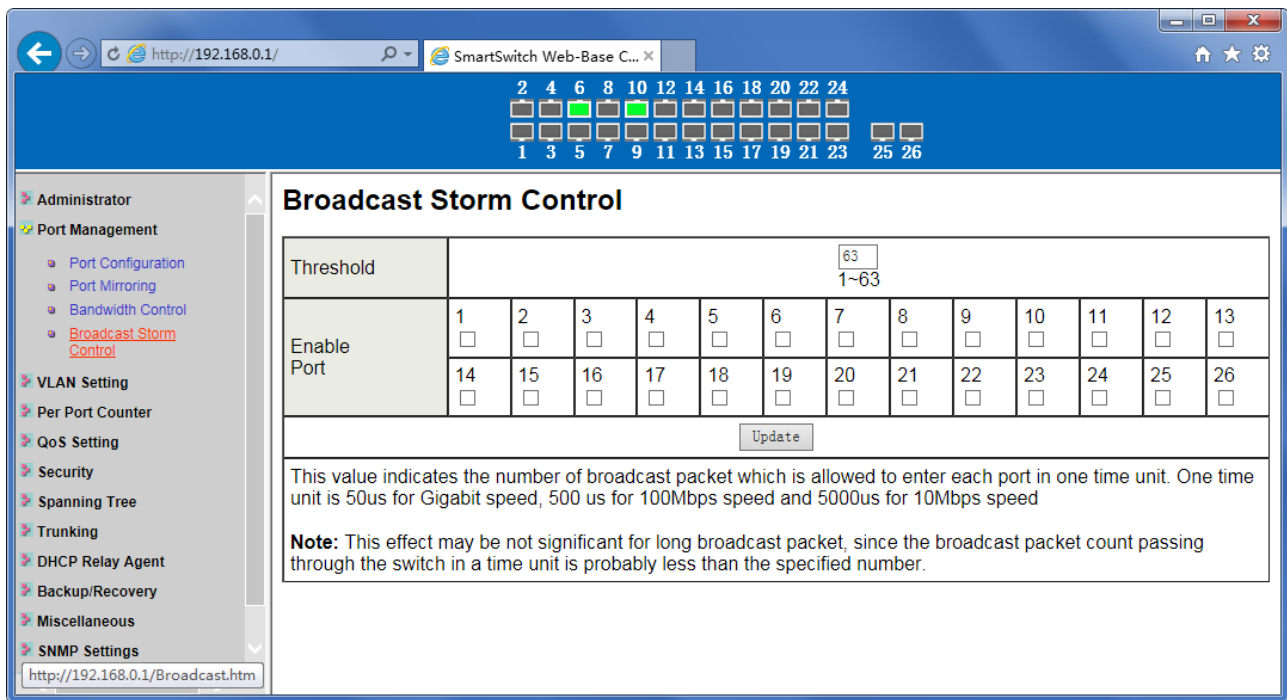 http://192.168.0.1/
SmartSwitch Web-Base C...
2 4 6 8 10 12 14 16 18 20 22 24
1 3 5 7 9 11 13 15 17 19 21 23 25 26
Administrator
Port Management
Port Configuration
Port Mirroring
Bandwidth Control
Broadcast Storm
Control
VLAN Setting
Per Port Counter
QoS Setting
Security
Spanning Tree
Trunking
DHCP Relay Agent
Backup/Recovery
Miscellaneous
SNMP Settings
http://192.168.0.1/Broadcast.htm
Broadcast Storm Control
Threshold
63
1~63
Enable
Port
1 2 3 4 5 6 7 8 9 10 11 12 13
14 15 16 17 18 19 20 21 22 23 24 25 26
Update
This value indicates the number of broadcast packet which is allowed to enter each port in one time unit. One time
unit is 50us for Gigabit speed, 500 us for 100Mbps speed and 5000us for 10Mbps speed
Note: This effect may be not significant for long broadcast packet, since the broadcast packet count passing
through the switch in a time unit is probably less than the specified number.